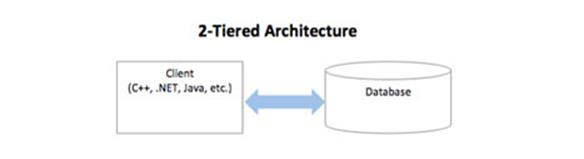 2-Tiered Architecture
Client
(C++, .NET, Java, etc.)
Database